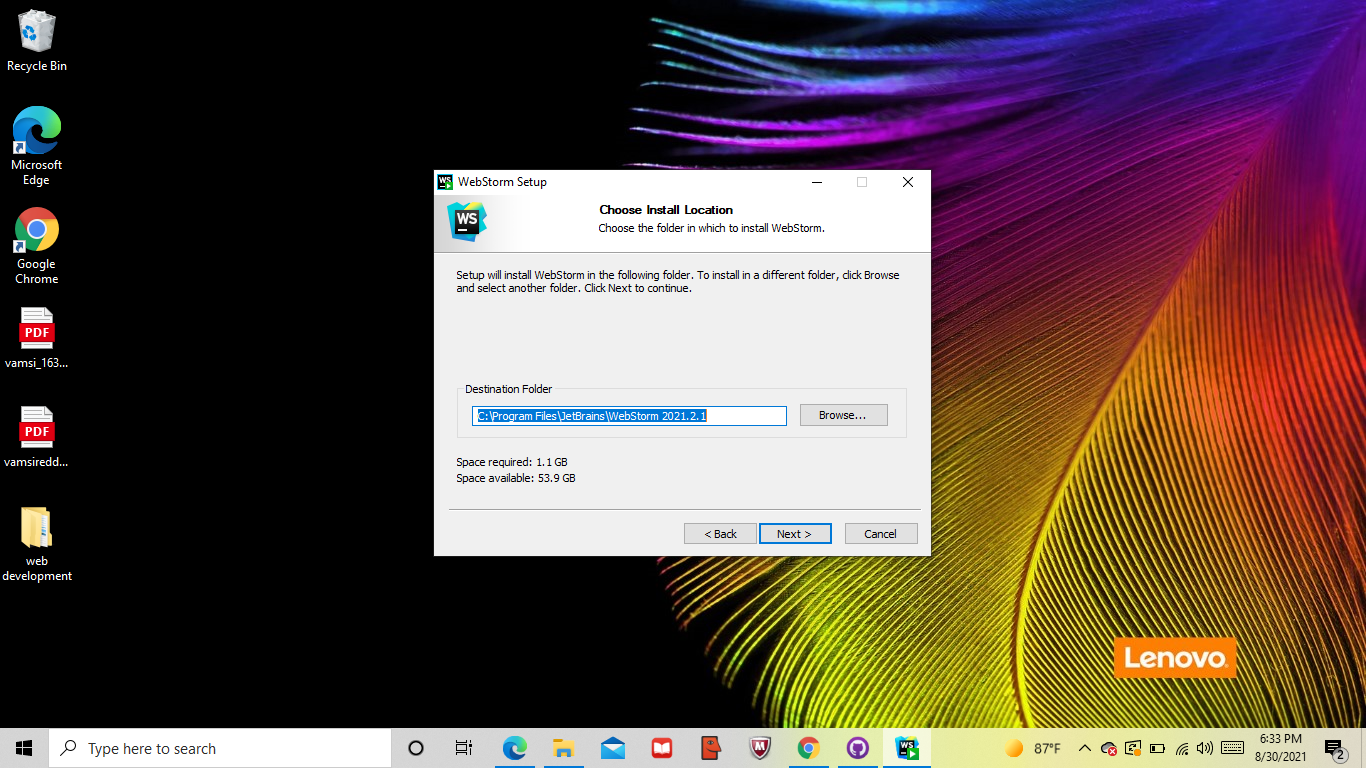 Recycle Bin
Microsoft
Edge
Google
Chrome
PDF
vamsi_163...
PDF
vamsiredd...
web
development
WS
WebStorm Setup
WS
Choose Install Location
Choose the folder in which to install WebStorm.
Setup will install WebStorm in the following folder. To install in a different folder, click Browse
and select another folder. Click Next to continue.
Destination Folder
C:\Program Files\JetBrains\WebStorm 2021.2.1
Browse...
Space required: 1.1 GB
Space available: 53.9 GB
< Back
Next >
Cancel
Lenovo
Type here to search
WS
87°F
6:33 PM
8/30/2021
2